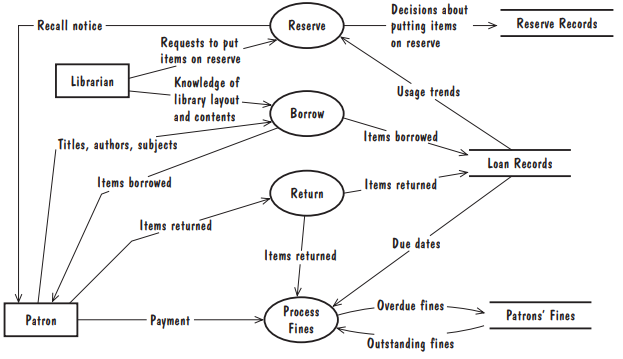 Recall notice
Reserve
Decisions about
putting items
on reserve
Reserve Records
Requests to put
items on reserve
Librarian
Knowledge of
library layout
and contents
Usage trends
Borrow
Titles, authors, subjects
Items borrowed
Loan Records
Items borrowed
Return
Items returned
Items returned
Due dates
Items returned
Patron
Payment
Process
Fines
Overdue fines
Patrons' Fines
Outstanding fines